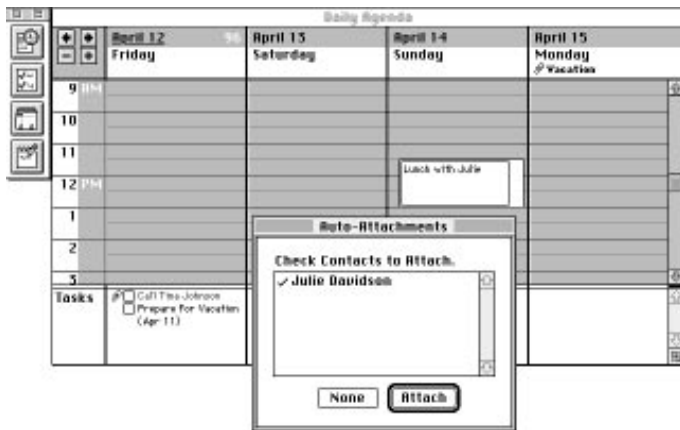 Daily Agenda
April 12 96
Friday
April 13
Saturday
April 14
Sunday
April 15
Monday
Vacation
9 AM
10
11
12 PM
1
2
3
Lunch with Julie
Tasks
Call Tina Johnson
Prepare For Vacation
(Apr 11)
Auto-Attachments
Check Contacts to Attach.
Julie Davidson
None
Attach